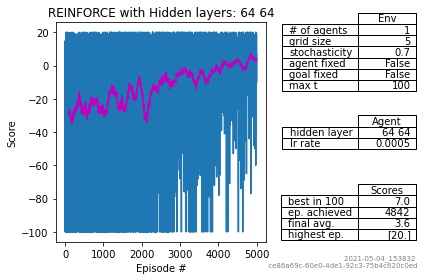 REINFORCE with Hidden layers: 64 64
Score
20
0
−20
−40
−60
−80
−100
0 1000 2000 3000 4000 5000
Episode #
Env
# of agents 1
grid size 5
stochasticity 0.7
agent fixed False
goal fixed False
max t 100
Agent
hidden layer 64 64
lr rate 0.0005
Scores
best in 100 7.0
ep. achieved 4842
final avg. 3.6
highest ep. [20.]
2021-05-04_153832
ce86a69c-60e0-4de1-92c3-75b4c620c0ed